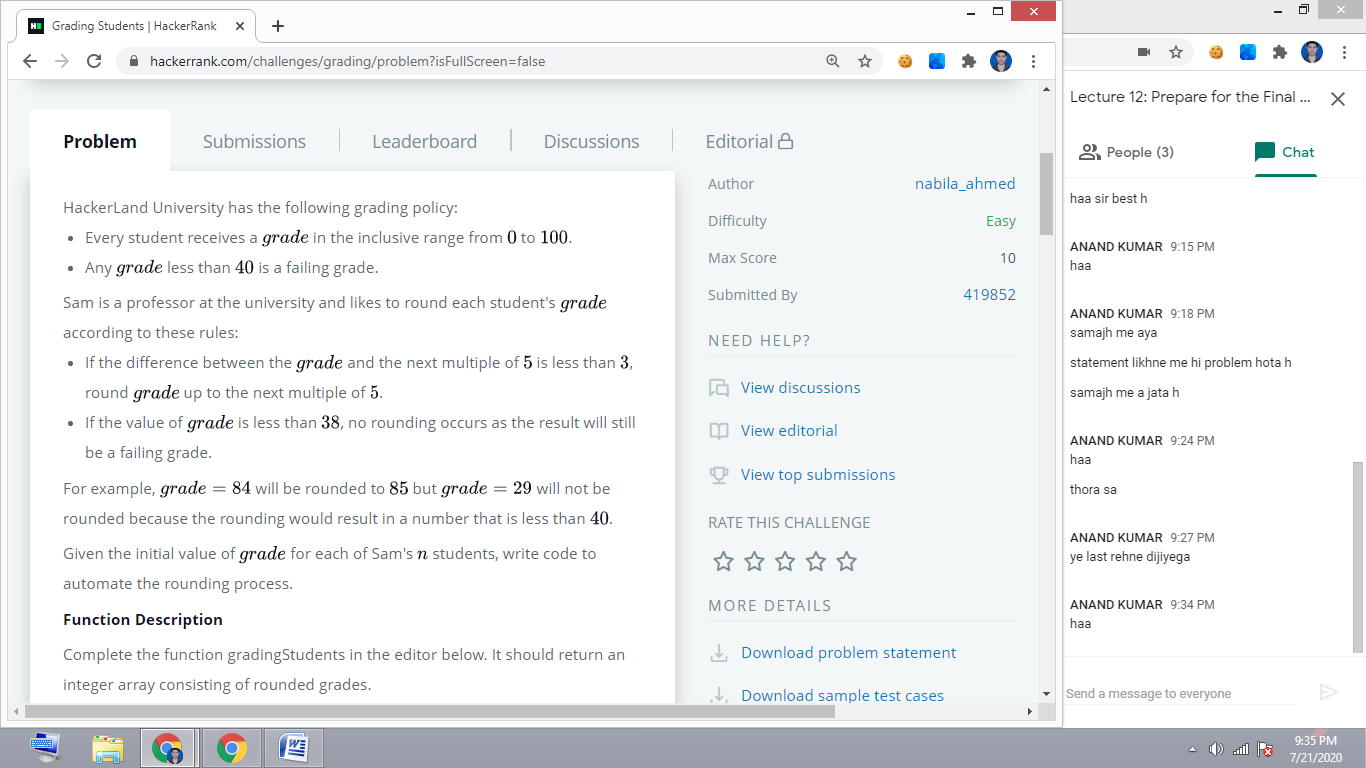 Grading Students | HackerRank
hackerrank.com/challenges/grading/problem?isFullScreen=false
Problem
Submissions
Leaderboard
Discussions
Editorial
HackerLand University has the following grading policy:
• Every student receives a grade in the inclusive range from 0 to 100.
• Any grade less than 40 is a failing grade.
Sam is a professor at the university and likes to round each student's grade
according to these rules:
• If the difference between the grade and the next multiple of 5 is less than 3,
round grade up to the next multiple of 5.
• If the value of grade is less than 38, no rounding occurs as the result will still
be a failing grade.
For example, grade = 84 will be rounded to 85 but grade = 29 will not be
rounded because the rounding would result in a number that is less than 40.
Given the initial value of grade for each of Sam's n students, write code to
automate the rounding process.
Function Description
Complete the function gradingStudents in the editor below. It should return an
integer array consisting of rounded grades.
Author nabila_ahmed
Difficulty Easy
Max Score 10
Submitted By 419852
NEED HELP?
View discussions
View editorial
View top submissions
RATE THIS CHALLENGE
MORE DETAILS
Download problem statement
Download sample test cases
Lecture 12: Prepare for the Final ...
People (3)
Chat
haa sir best h
ANAND KUMAR 9:15 PM
haa
ANAND KUMAR 9:18 PM
samajh me aya
statement likhne me hi problem hota h
samajh me a jata h
ANAND KUMAR 9:24 PM
haa
thora sa
ANAND KUMAR 9:27 PM
ye last rehne dijiyega
ANAND KUMAR 9:34 PM
haa
Send a message to everyone
9:35 PM
7/21/2020